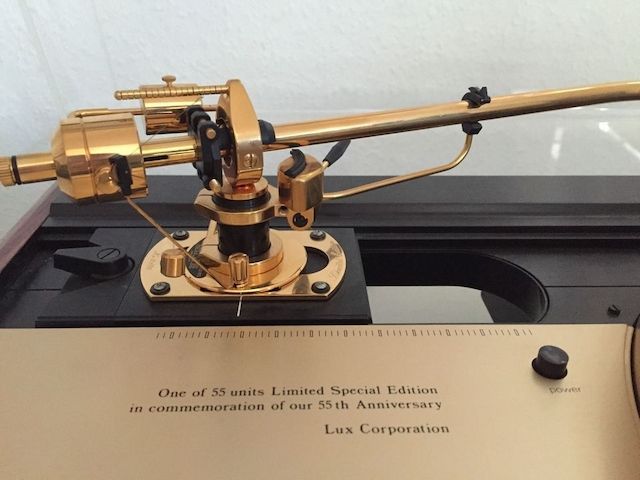 One of 55 units Limited Special Edition
in commemoration of our 55th Anniversary
Lux Corporation
power